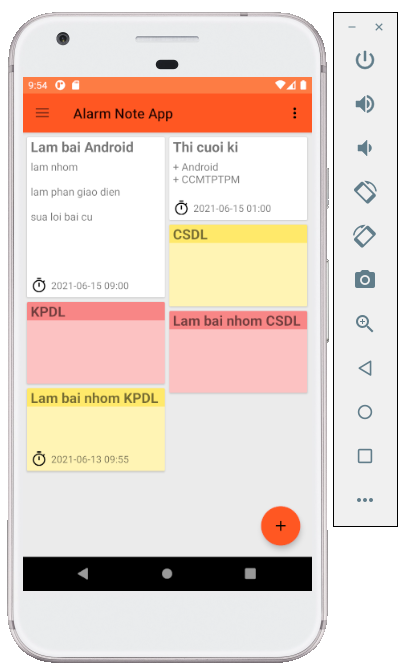 9:54
Alarm Note App
Lam bai Android
lam nhom
lam phan giao dien
sua loi bai cu
2021-06-15 09:00
Thi cuoi ki
+ Android
+ CCMTPTPM
2021-06-15 01:00
CSDL
KPDL
Lam bai nhom CSDL
Lam bai nhom KPDL
2021-06-13 09:55